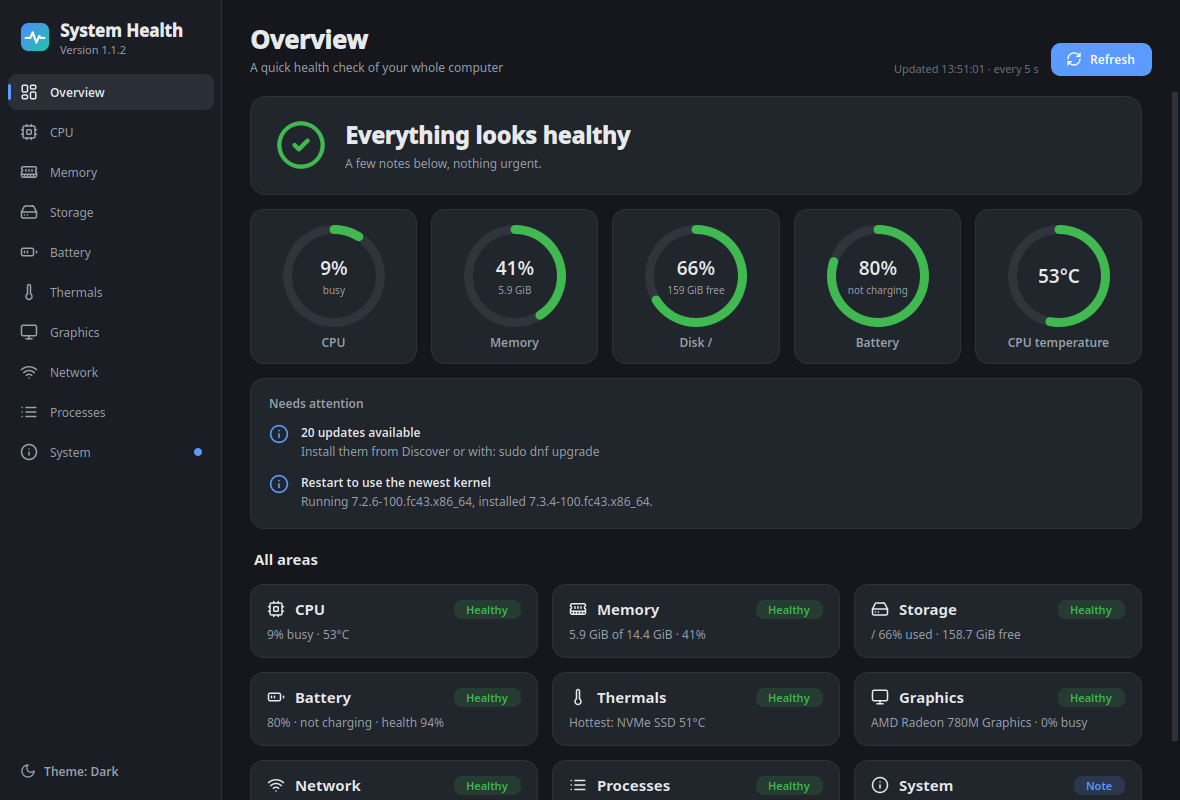 System Health
Version 1.1.2
Overview
CPU
Memory
Storage
Battery
Thermals
Graphics
Network
Processes
System
Theme: Dark
Overview
A quick health check of your whole computer
Updated 13:51:01 · every 5 s
Refresh
Everything looks healthy
A few notes below, nothing urgent.
9%
busy
CPU
41%
5.9 GiB
Memory
66%
159 GiB free
Disk /
80%
not charging
Battery
53°C
CPU temperature
Needs attention
20 updates available
Install them from Discover or with: sudo dnf upgrade
Restart to use the newest kernel
Running 7.2.6-100.fc43.x86_64, installed 7.3.4-100.fc43.x86_64.
All areas
CPU Healthy
9% busy · 53°C
Memory Healthy
5.9 GiB of 14.4 GiB · 41%
Storage Healthy
/ 66% used · 158.7 GiB free
Battery Healthy
80% · not charging · health 94%
Thermals Healthy
Hottest: NVMe SSD 51°C
Graphics Healthy
AMD Radeon 780M Graphics · 0% busy
Network Healthy
Processes Healthy
System Note